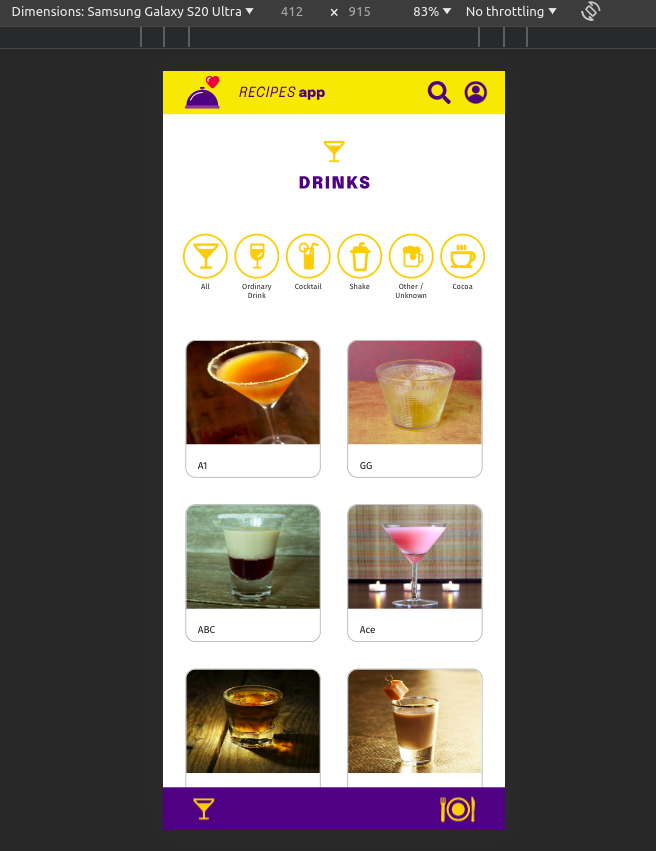 Dimensions: Samsung Galaxy S20 Ultra 412 × 915 83% No throttling
RECIPES app
DRINKS
All Ordinary Drink Cocktail Shake Other / Unknown Cocoa
A1 GG
ABC Ace